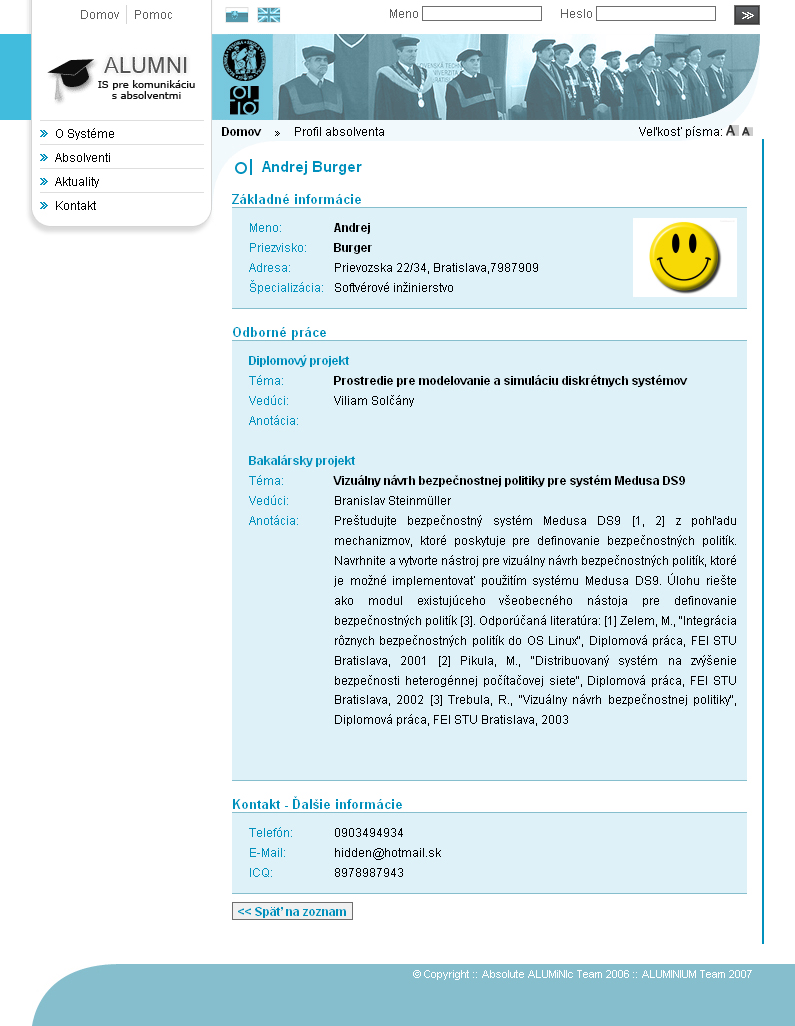 Domov | Pomoc
Meno
Heslo
>>
ALUMNI
IS pre komunikáciu
s absolventmi
O Systéme
Absolventi
Aktuality
Kontakt
Domov » Profil absolventa
Veľkosť písma: A A
Andrej Burger
Základné informácie
Meno: Andrej
Priezvisko: Burger
Adresa: Prievozska 22/34, Bratislava,7987909
Špecializácia: Softvérové inžinierstvo
Odborné práce
Diplomový projekt
Téma: Prostredie pre modelovanie a simuláciu diskrétnych systémov
Vedúci: Viliam Solčány
Anotácia:
Bakalársky projekt
Téma: Vizuálny návrh bezpečnostnej politiky pre systém Medusa DS9
Vedúci: Branislav Steinmüller
Anotácia: Preštudujte bezpečnostný systém Medusa DS9 [1, 2] z pohľadu
mechanizmov, ktoré poskytuje pre definovanie bezpečnostných politík.
Navrhnite a vytvorte nástroj pre vizuálny návrh bezpečnostných politík, ktoré
je možné implementovať použitím systému Medusa DS9. Úlohu riešte
ako modul existujúceho všeobecného nástoja pre definovanie
bezpečnostných politík [3]. Odporúčaná literatúra: [1] Zelem, M., "Integrácia
rôznych bezpečnostných politík do OS Linux", Diplomová práca, FEI STU
Bratislava, 2001 [2] Pikula, M., "Distribuovaný systém na zvýšenie
bezpečnosti heterogénnej počítačovej siete", Diplomová práca, FEI STU
Bratislava, 2002 [3] Trebula, R., "Vizuálny návrh bezpečnostnej politiky",
Diplomová práca, FEI STU Bratislava, 2003
Kontakt - Ďalšie informácie
Telefón: 0903494934
E-Mail: hidden@hotmail.sk
ICQ: 8978987943
<< Späť na zoznam
© Copyright :: Absolute ALUMiNIc Team 2006 :: ALUMINIUM Team 2007